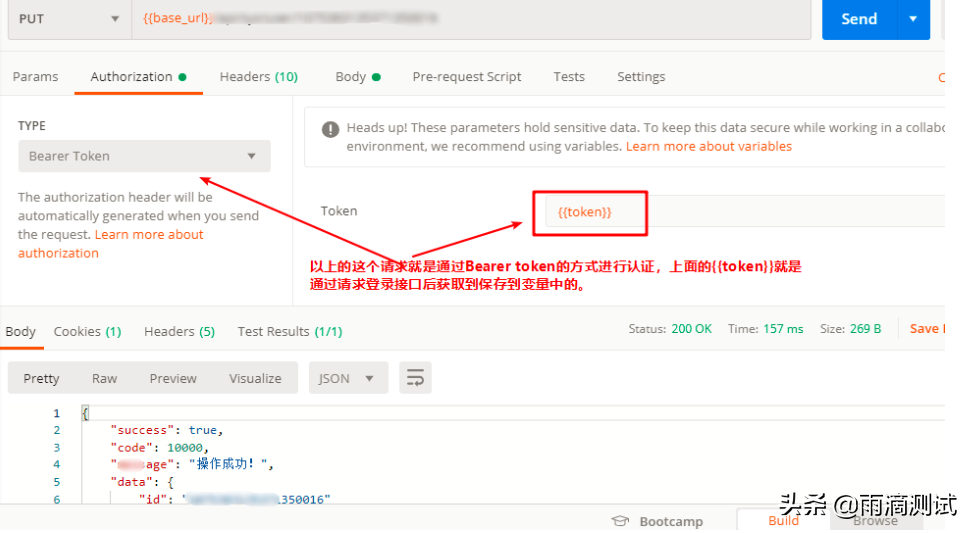 PUT
{{base_url}}
Send
Params Authorization Headers (10) Body Pre-request Script Tests Settings
TYPE
Bearer Token
The authorization header will be
automatically generated when you send
the request. Learn more about
authorization
Heads up! These parameters hold sensitive data. To keep this data secure while working in a collabo
environment, we recommend using variables. Learn more about variables
Token
{{token}}
以上的这个请求就是通过Bearer token的方式进行认证，上面的{{token}}就是
通过请求登录接口后获取到保存到变量中的。
Body Cookies (1) Headers (5) Test Results (1/1)
Status: 200 OK Time: 157 ms Size: 269 B Save
Pretty Raw Preview Visualize JSON
1 {
2 "success": true,
3 "code": 10000,
4 "age": "操作成功！",
5 "data": {
6 "id": "350016"
Bootcamp Build Browse
头条 @雨滴测试